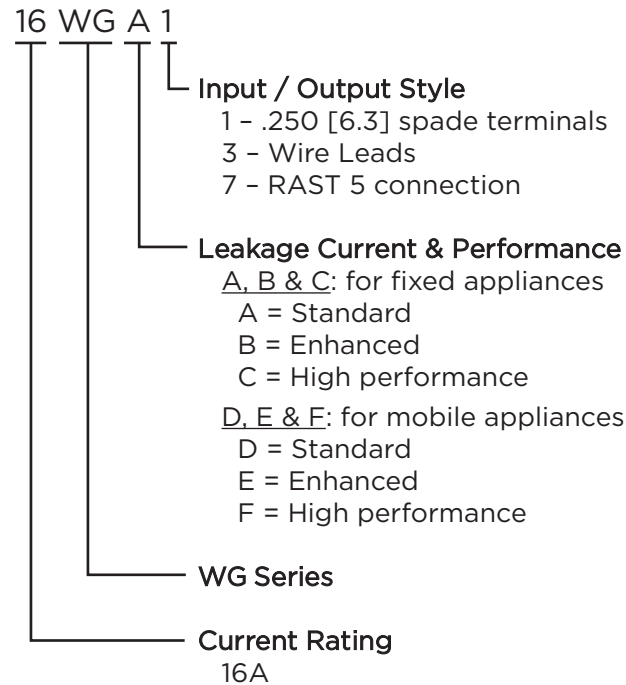 16 WG A 1
Input / Output Style
1 – .250 [6.3] spade terminals
3 – Wire Leads
7 – RAST 5 connection
Leakage Current & Performance
A, B & C: for fixed appliances
A = Standard
B = Enhanced
C = High performance
D, E & F: for mobile appliances
D = Standard
E = Enhanced
F = High performance
WG Series
Current Rating
16A